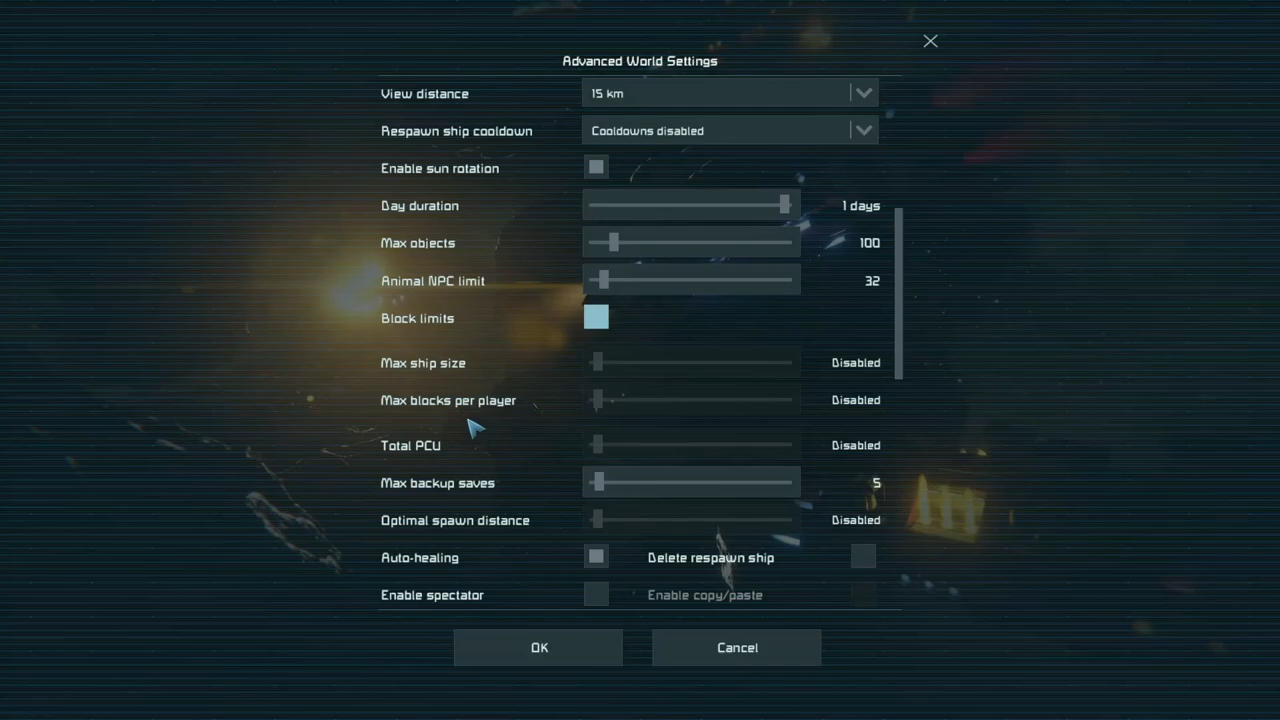 Advanced World Settings
View distance 15 km
Respawn ship cooldown Cooldowns disabled
Enable sun rotation
Day duration 1 days
Max objects 100
Animal NPC limit 32
Block limits
Max ship size Disabled
Max blocks per player Disabled
Total PCU Disabled
Max backup saves 5
Optimal spawn distance Disabled
Auto-healing Delete respawn ship
Enable spectator Enable copy/paste
OK Cancel